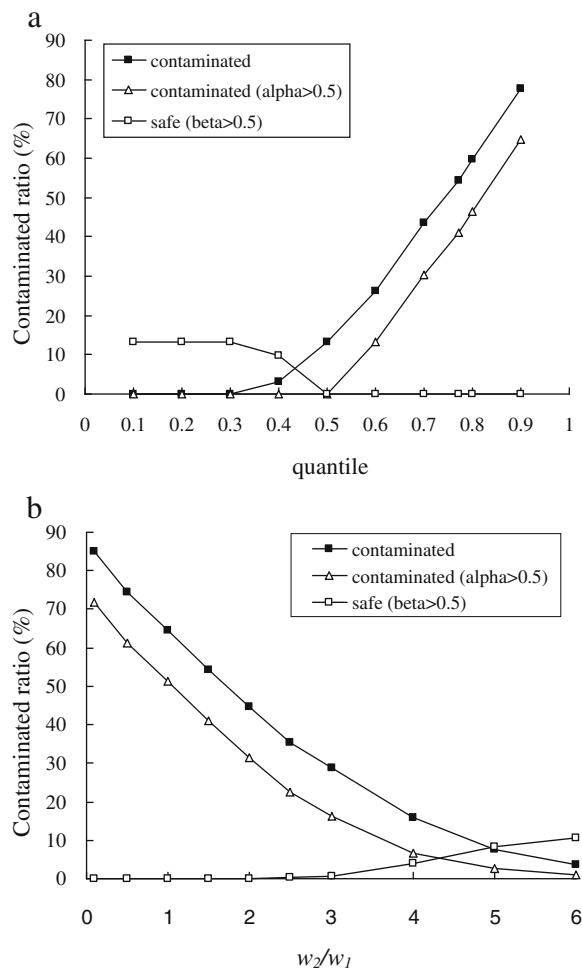 a
90
80
70
60
50
40
30
20
10
0
Contaminated ratio (%)
contaminated
contaminated (alpha>0.5)
safe (beta>0.5)
0 0.1 0.2 0.3 0.4 0.5 0.6 0.7 0.8 0.9 1
quantile
b
90
80
70
60
50
40
30
20
10
0
Contaminated ratio (%)
contaminated
contaminated (alpha>0.5)
safe (beta>0.5)
0 1 2 3 4 5 6
w2/w1